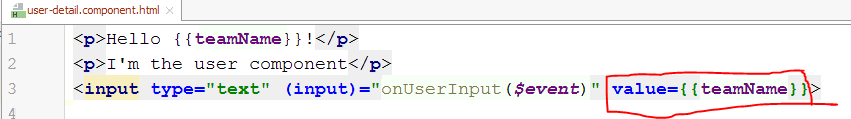 user-detail.component.html
1 <p>Hello {{teamName}}!</p>
2 <p>I'm the user component</p>
3 <input type="text" (input)="onUserInput($event)" value={{teamName}}>
4